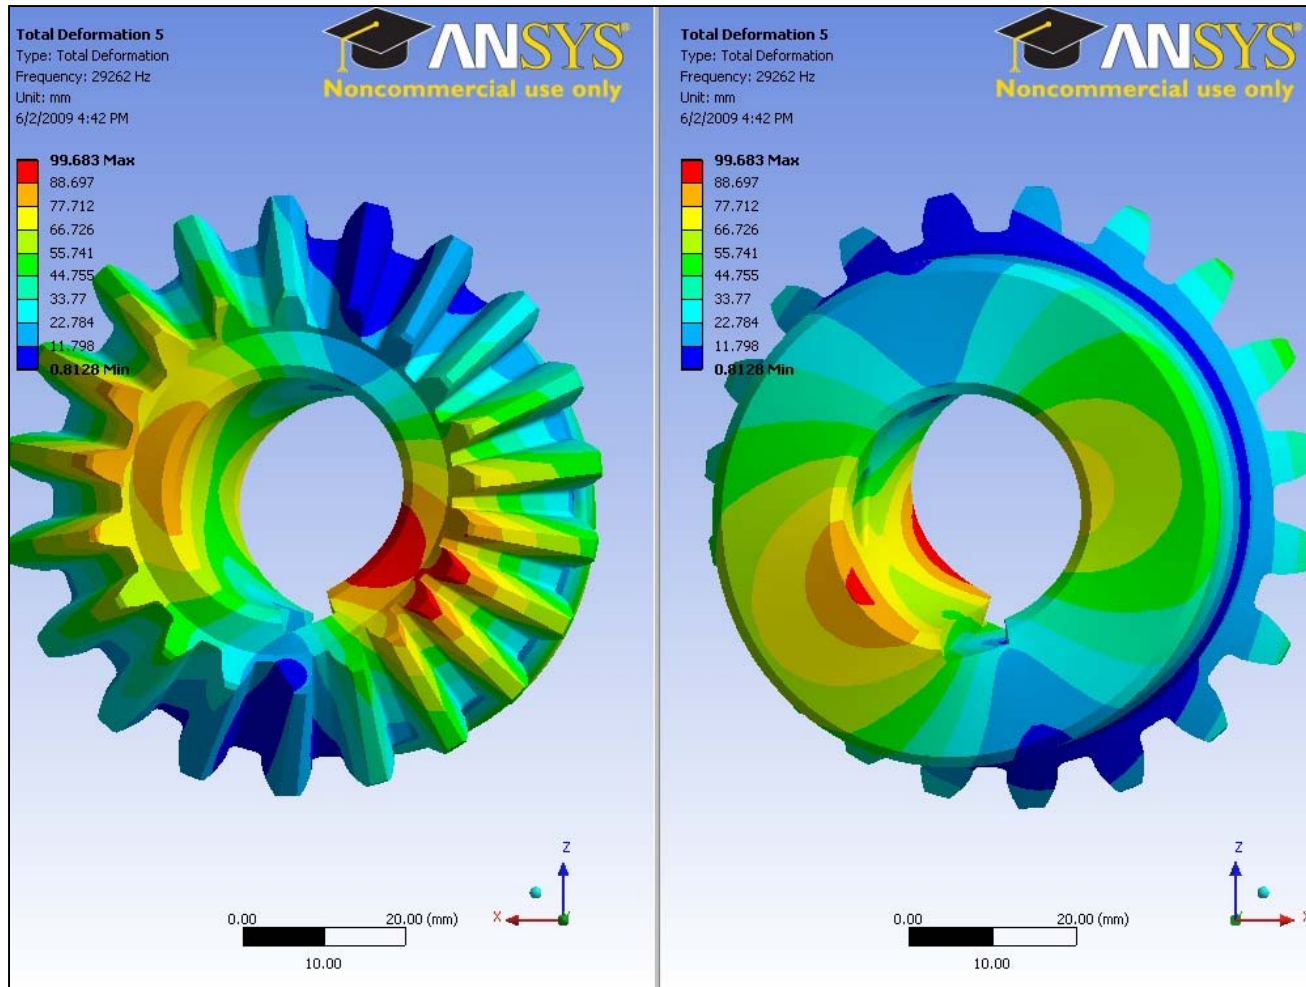 Total Deformation 5
Type: Total Deformation
Frequency: 29262 Hz
Unit: mm
6/2/2009 4:42 PM
ANSYS®
Noncommercial use only
99.683 Max
88.697
77.712
66.726
55.741
44.755
33.77
22.784
11.798
0.8128 Min
Z
X
Y
0.00
20.00 (mm)
10.00
Total Deformation 5
Type: Total Deformation
Frequency: 29262 Hz
Unit: mm
6/2/2009 4:42 PM
ANSYS®
Noncommercial use only
99.683 Max
88.697
77.712
66.726
55.741
44.755
33.77
22.784
11.798
0.8128 Min
Z
X
0.00
20.00 (mm)
10.00